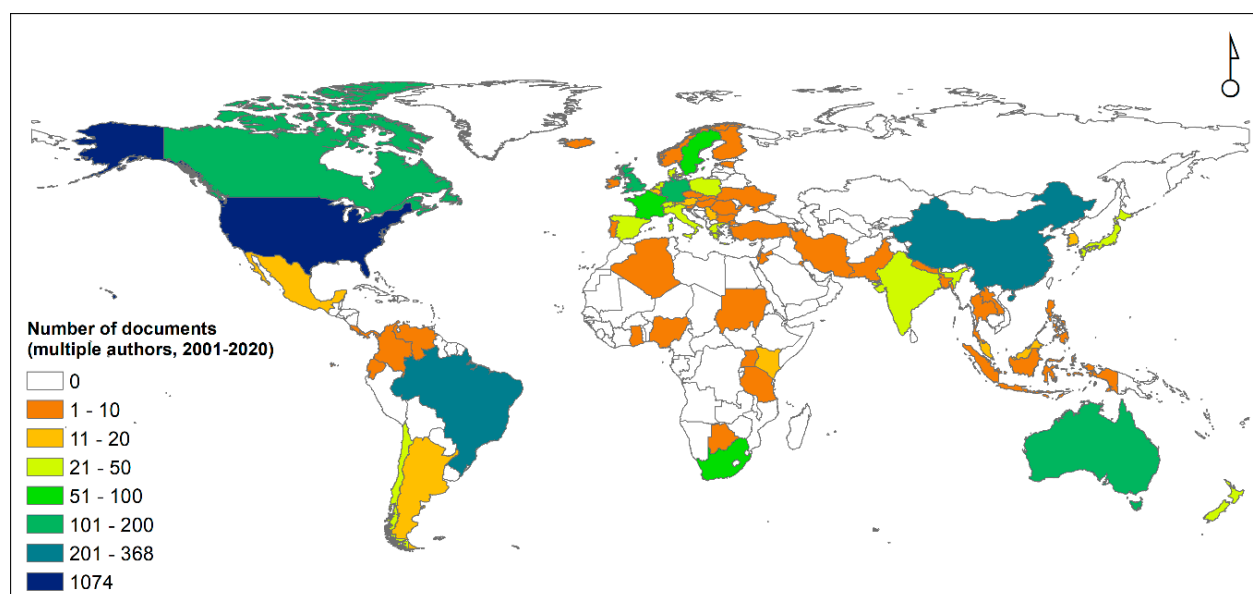 Number of documents
(multiple authors, 2001-2020)
0
1 - 10
11 - 20
21 - 50
51 - 100
101 - 200
201 - 368
1074